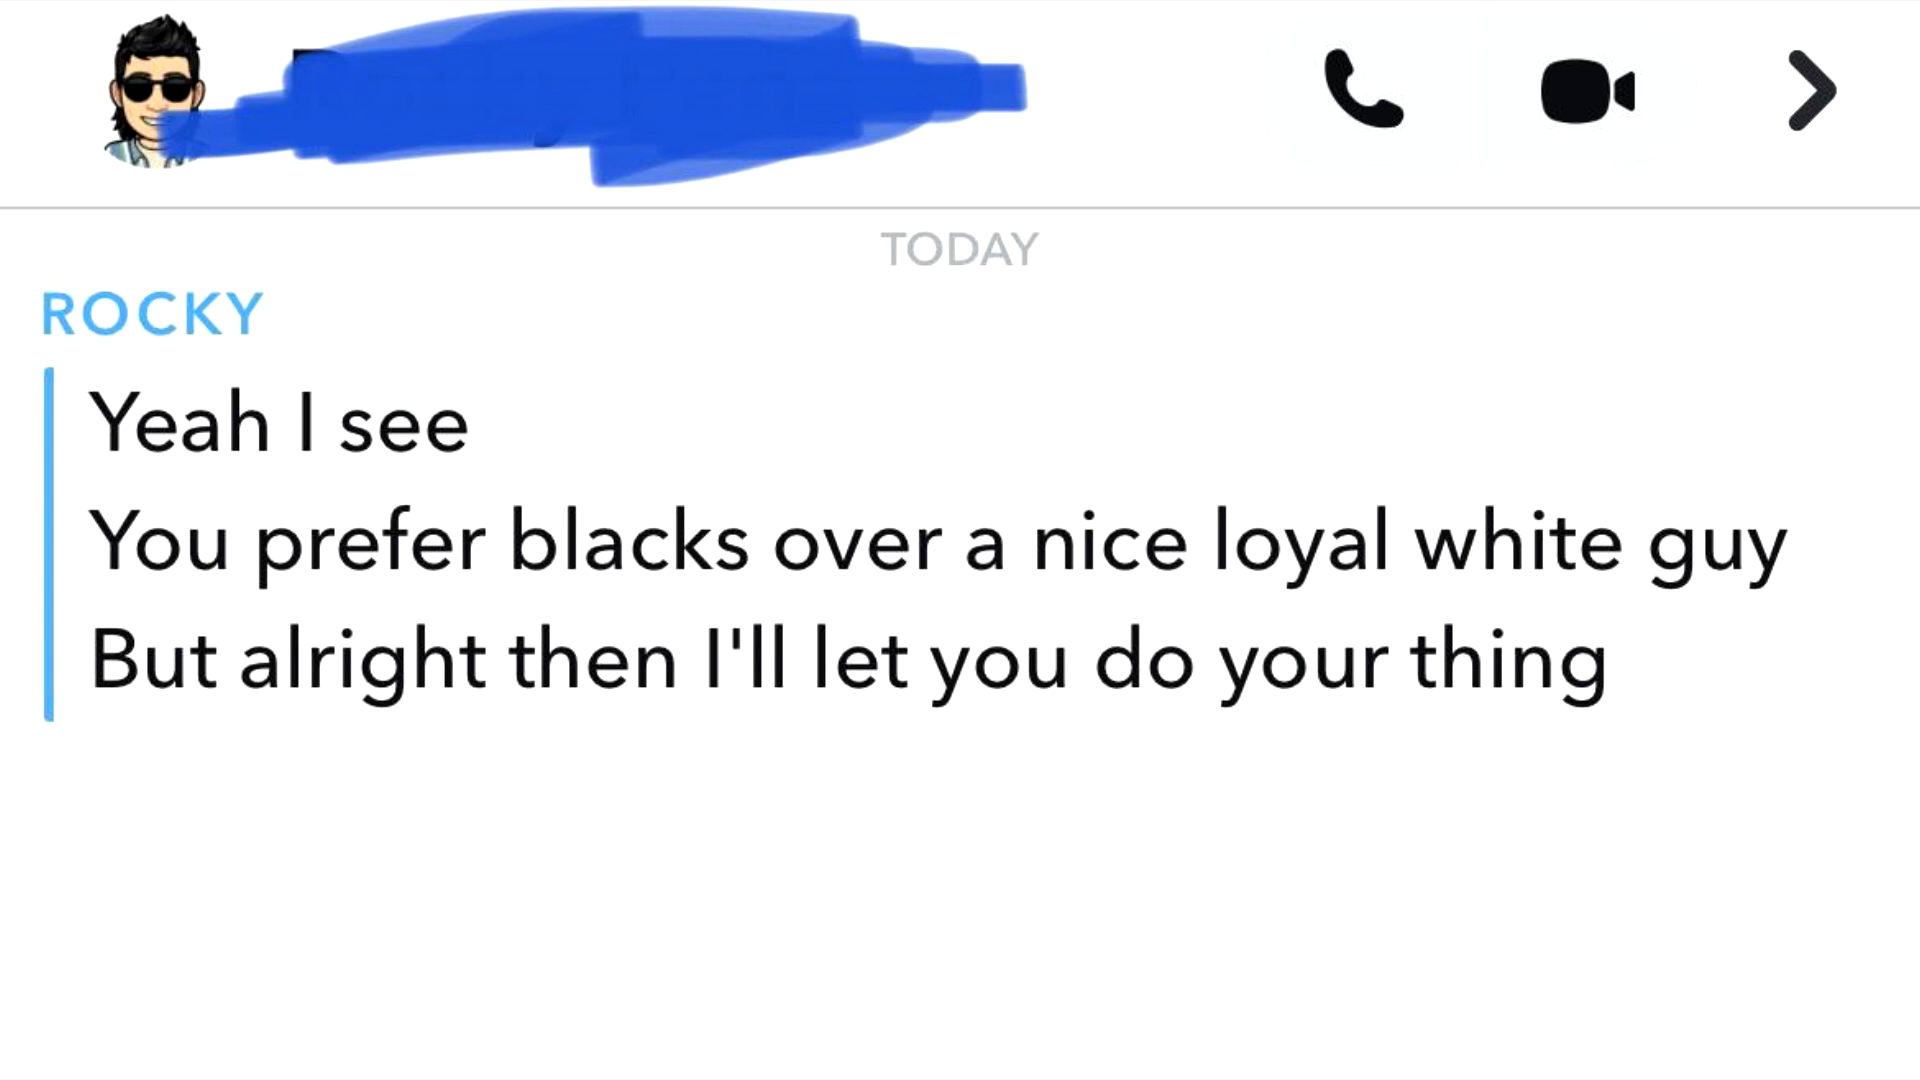 TODAY
ROCKY
Yeah I see
You prefer blacks over a nice loyal white guy
But alright then I'll let you do your thing